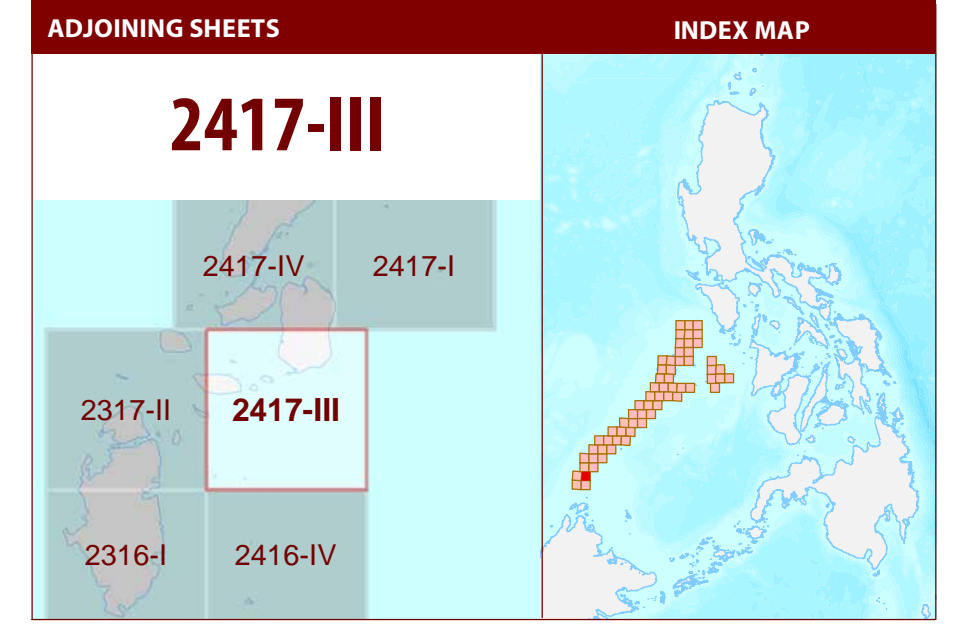 ADJOINING SHEETS
INDEX MAP
2417-III
2417-IV
2417-I
2317-II
2417-III
2316-I
2416-IV